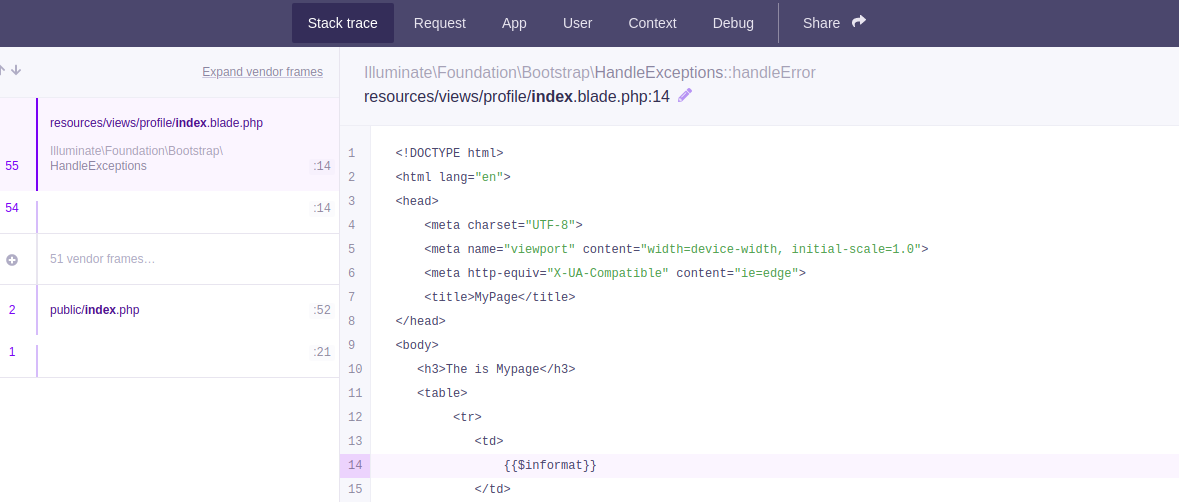 Stack trace Request App User Context Debug Share
Expand vendor frames
resources/views/profile/index.blade.php
Illuminate\Foundation\Bootstrap\
55 HandleExceptions :14
54 :14
51 vendor frames…
2 public/index.php :52
1 :21
Illuminate\Foundation\Bootstrap\HandleExceptions::handleError
resources/views/profile/index.blade.php:14
1 <!DOCTYPE html>
2 <html lang="en">
3 <head>
4 <meta charset="UTF-8">
5 <meta name="viewport" content="width=device-width, initial-scale=1.0">
6 <meta http-equiv="X-UA-Compatible" content="ie=edge">
7 <title>MyPage</title>
8 </head>
9 <body>
10 <h3>The is Mypage</h3>
11 <table>
12 <tr>
13 <td>
14 {{$informat}}
15 </td>